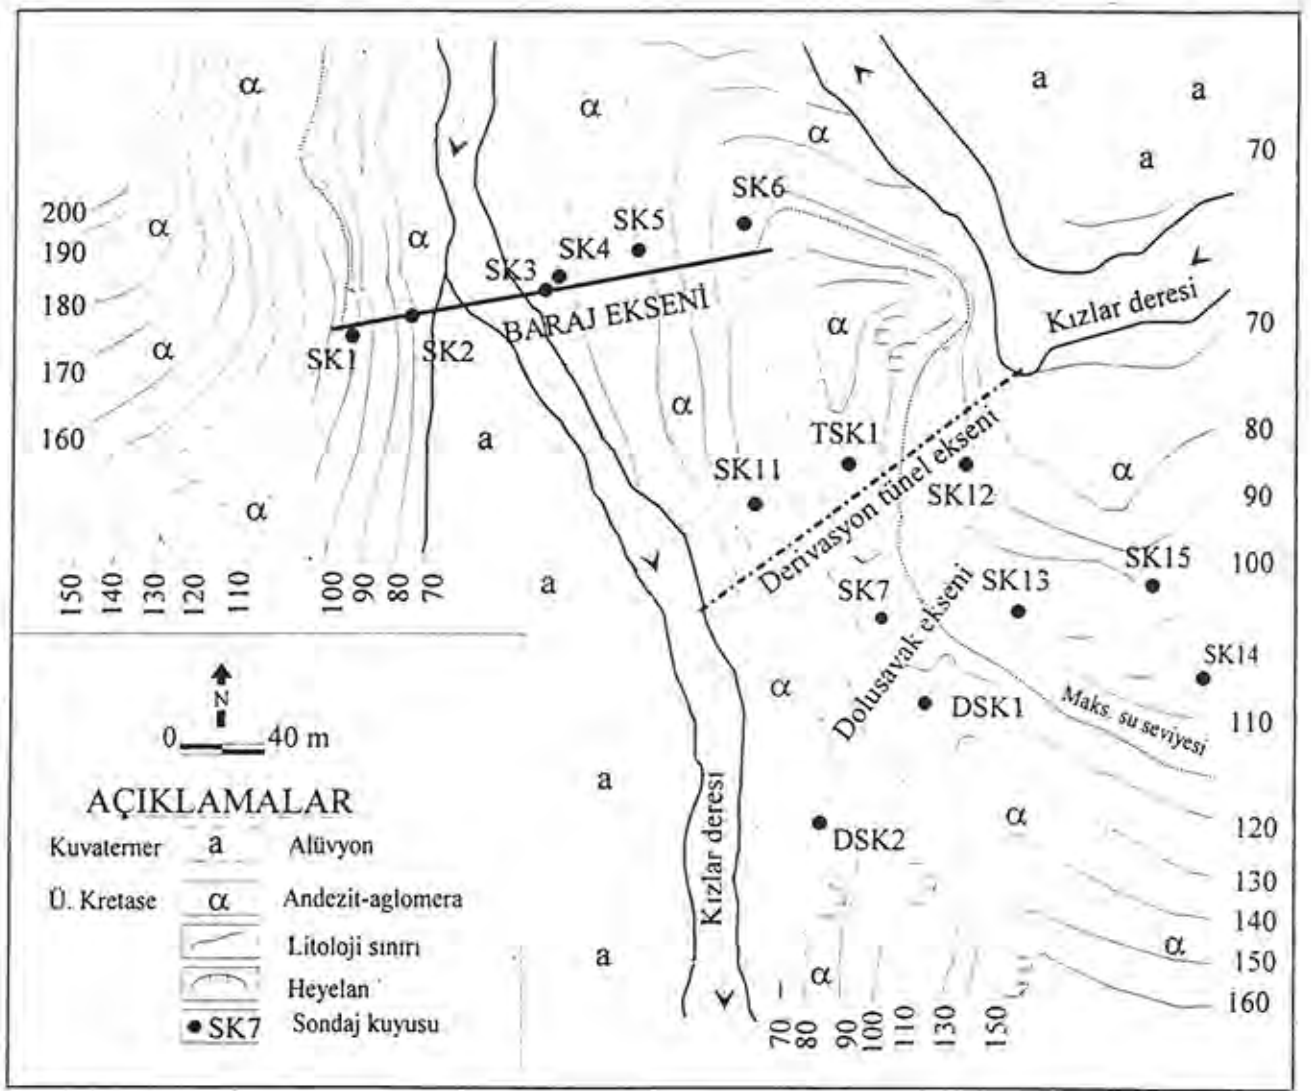 α
a
a
α
α
a
70
SK6
200
α
SK5
190
α
SK4
SK3
180
BARAJ EKSENİ
Kızlar deresi
70
α
α
SK1
SK2
170
α
160
a
TSK1
80
SK11
α
SK12
90
Derivasyon tünel ekseni
α
100
SK15
a
SK7
SK13
150
140
130
120
110
100
90
80
70
Dolusavak ekseni
SK14
α
N
DSK1
Maks. su seviyesi
110
0 40 m
a
α
AÇIKLAMALAR
120
DSK2
Kuvaterner a Alüvyon
Kızlar deresi
130
Ü. Kretase α Andezit-aglomera
140
Litoloji sınırı
α
150
a
Heyelan
α
160
SK7 Sondaj kuyusu
70
80
90
100
110
130
150